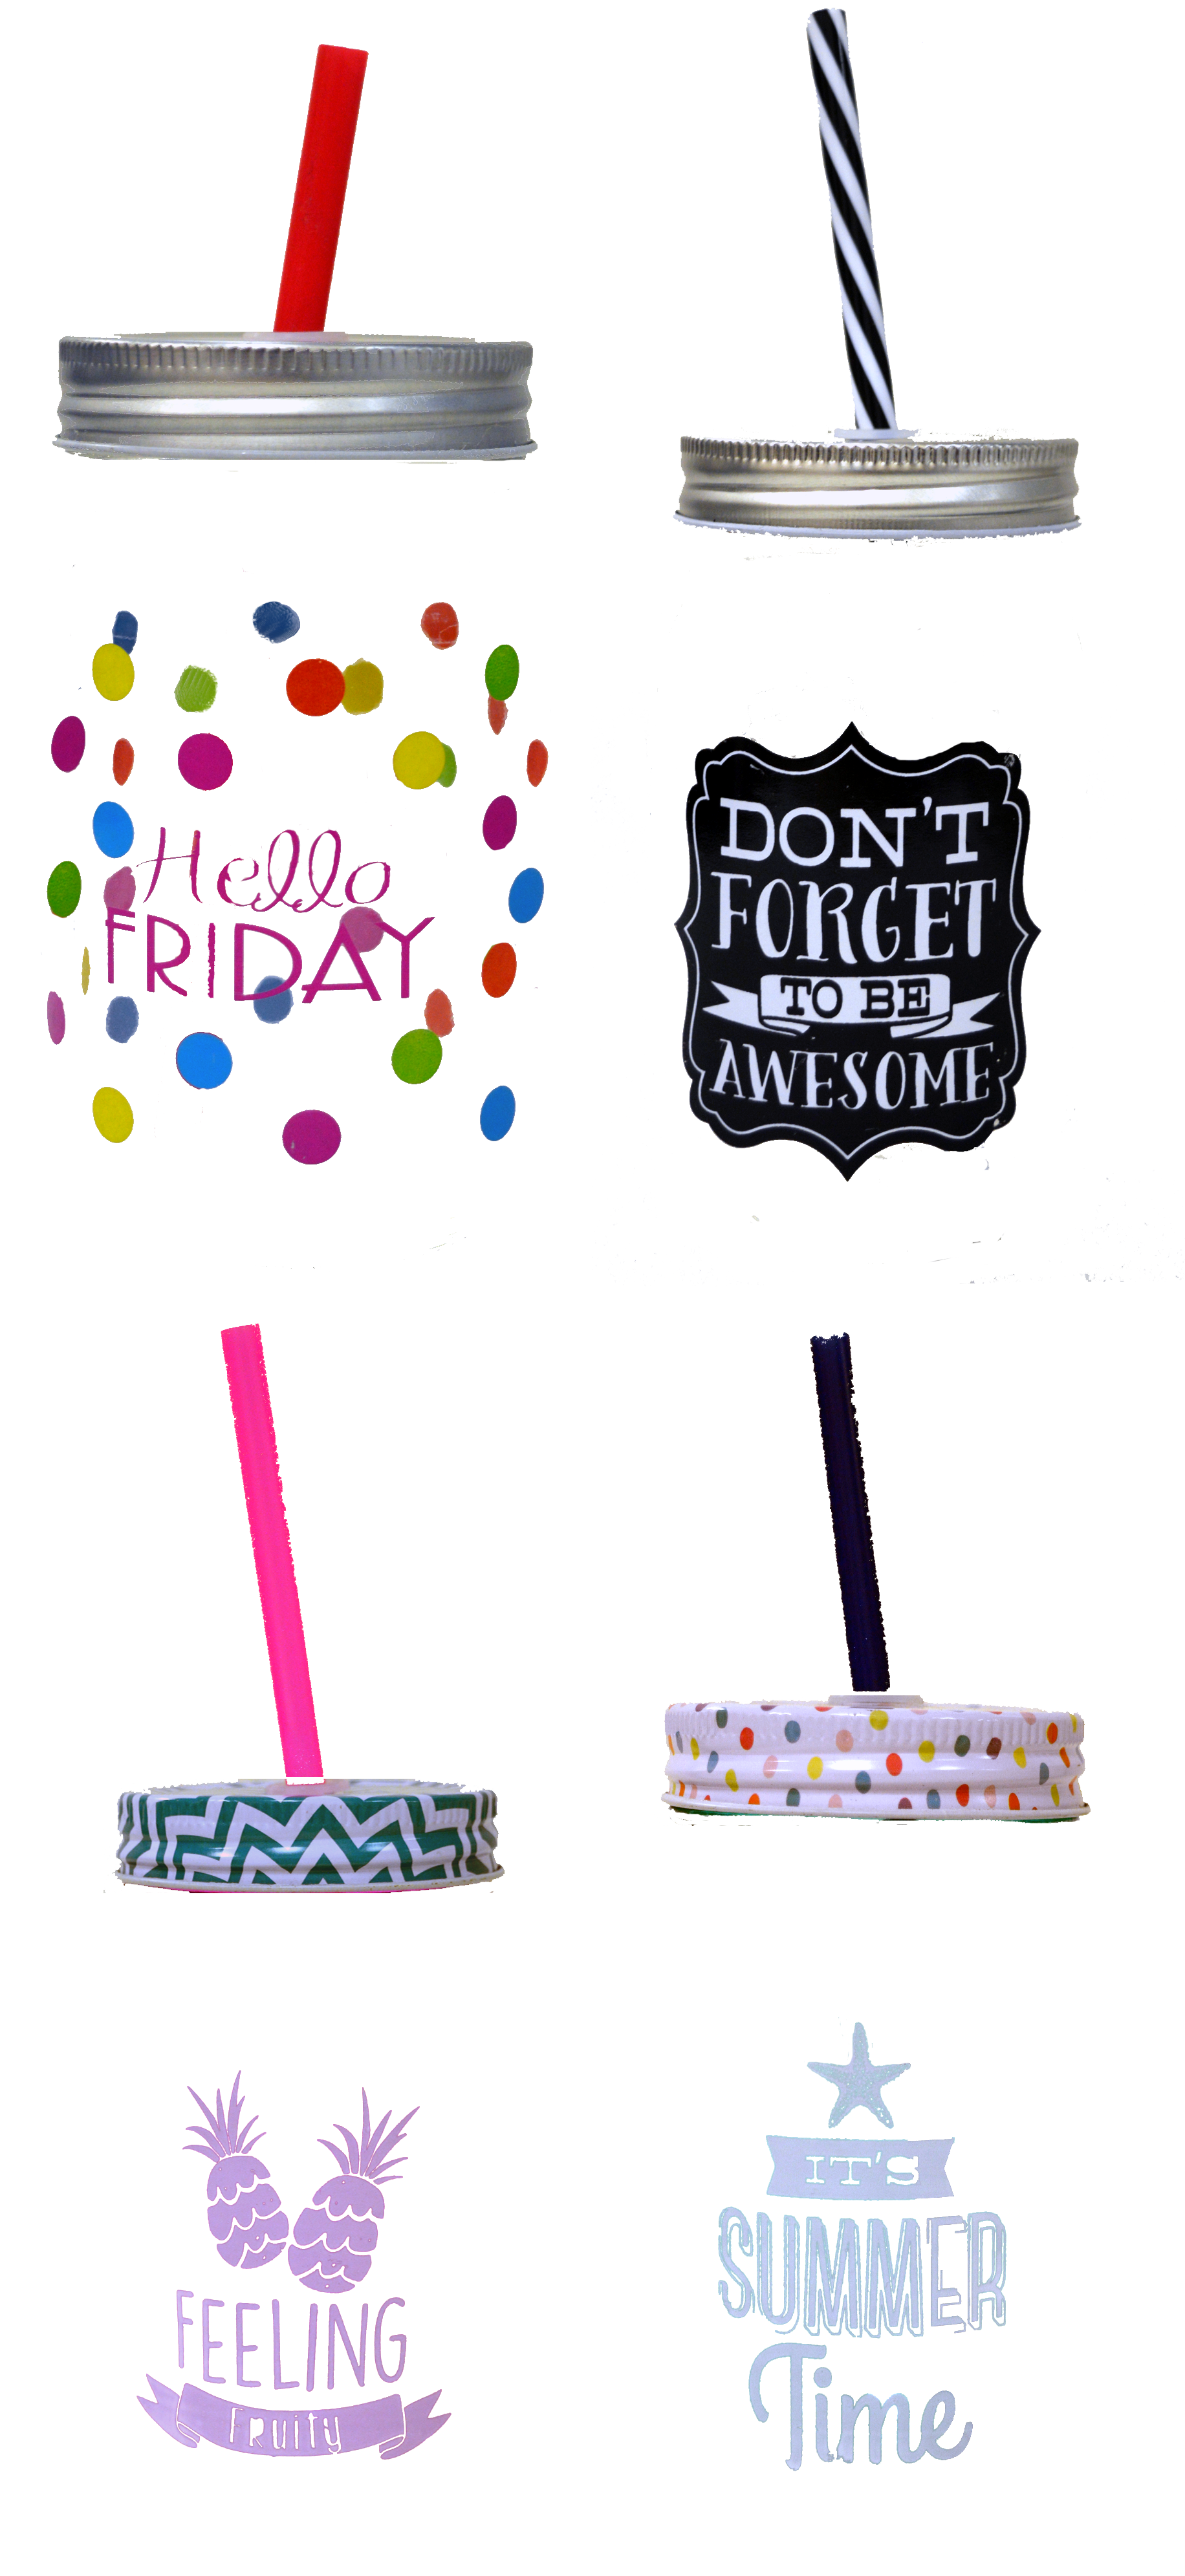 Hello
FRIDAY
DON'T
FORGET
TO BE
AWESOME
FEELING
Fruity
IT'S
SUMMER
Time